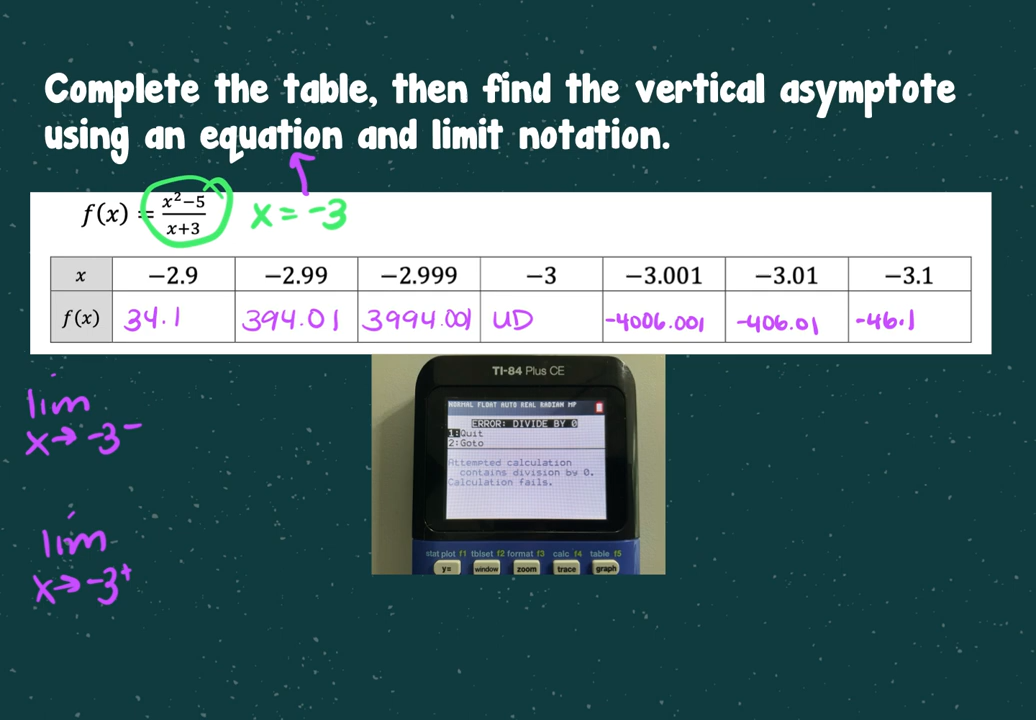 Complete the table, then find the vertical asymptote
using an equation and limit notation.
f(x) = x²−5 / x+3 x = -3
x −2.9 −2.99 −2.999 −3 −3.001 −3.01 −3.1
f(x) 34.1 394.01 3994.001 UD -4006.001 -406.01 -46.1
lim
x → -3⁻
lim
x → -3⁺
TI-84 Plus CE
NORMAL FLOAT AUTO REAL RADIAN MP
ERROR: DIVIDE BY 0
1:Quit
2:Goto
Attempted calculation
contains division by 0.
Calculation fails.
stat plot f1 tblset f2 format f3 calc f4 table f5
y= window zoom trace graph